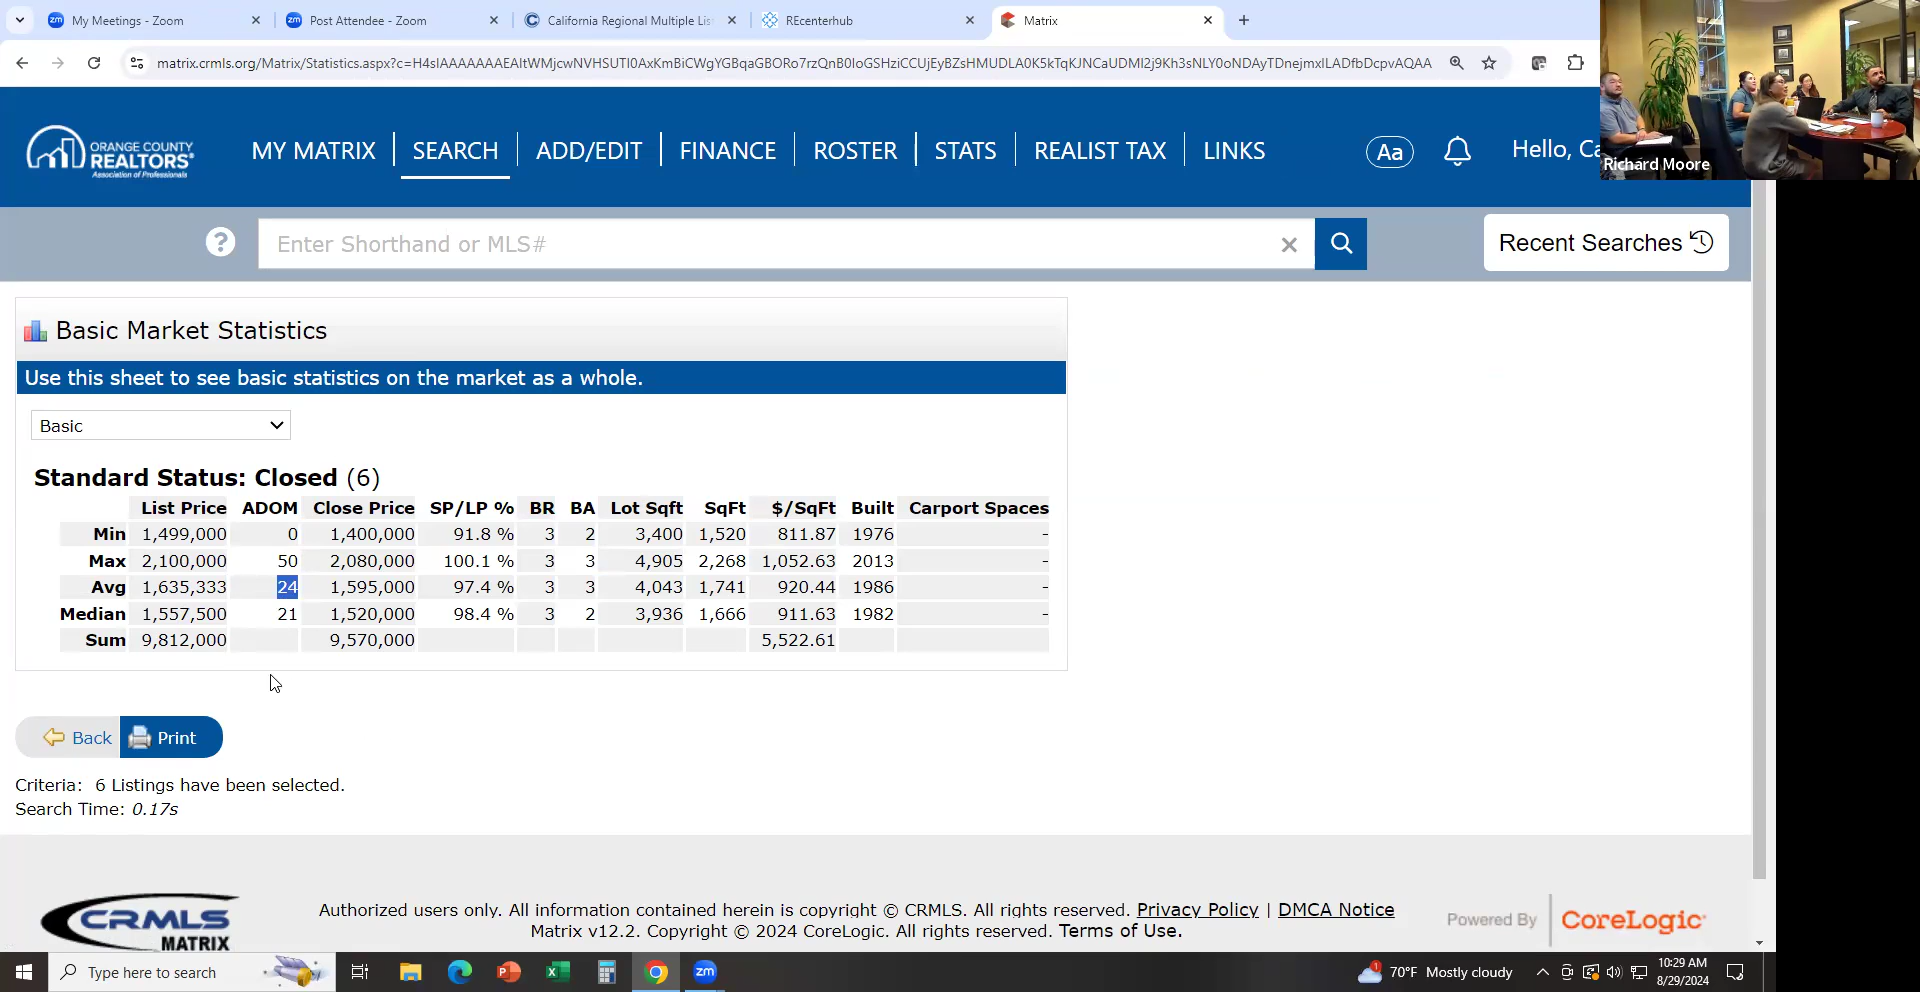 My Meetings - Zoom
Post Attendee - Zoom
California Regional Multiple Lis
REcenterhub
Matrix
matrix.crmls.org/Matrix/Statistics.aspx?c=
ORANGE COUNTY
REALTORS®
Association of Professionals
MY MATRIX
SEARCH
ADD/EDIT
FINANCE
ROSTER
STATS
REALIST TAX
LINKS
Aa
Hello, Ca
Richard Moore
?
Enter Shorthand or MLS#
Recent Searches
Basic Market Statistics
Use this sheet to see basic statistics on the market as a whole.
Basic
Standard Status: Closed (6)
List Price ADOM Close Price SP/LP % BR BA Lot Sqft SqFt $/SqFt Built Carport Spaces
Min 1,499,000 0 1,400,000 91.8 % 3 2 3,400 1,520 811.87 1976 -
Max 2,100,000 50 2,080,000 100.1 % 3 3 4,905 2,268 1,052.63 2013 -
Avg 1,635,333 24 1,595,000 97.4 % 3 3 4,043 1,741 920.44 1986 -
Median 1,557,500 21 1,520,000 98.4 % 3 2 3,936 1,666 911.63 1982 -
Sum 9,812,000 9,570,000 5,522.61
Back
Print
Criteria: 6 Listings have been selected.
Search Time: 0.17s
CRMLS
MATRIX
Authorized users only. All information contained herein is copyright © CRMLS. All rights reserved. Privacy Policy | DMCA Notice
Matrix v12.2. Copyright © 2024 CoreLogic. All rights reserved. Terms of Use.
Powered By
CoreLogic
Type here to search
zm
1
70°F Mostly cloudy
10:29 AM
8/29/2024